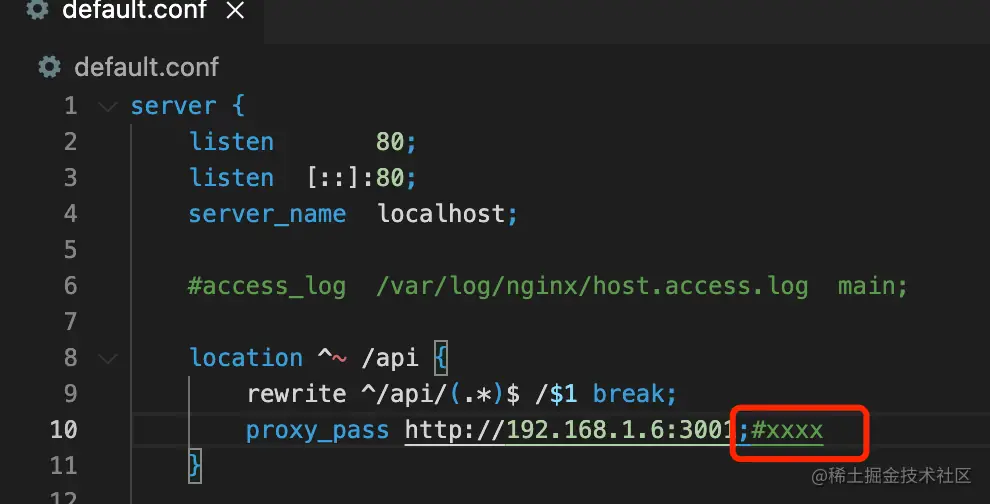 default.conf ×
default.conf
1 server {
2     listen       80;
3     listen  [::]:80;
4     server_name  localhost;
5
6     #access_log  /var/log/nginx/host.access.log  main;
7
8     location ^~ /api {
9         rewrite ^/api/(.*)$ /$1 break;
10         proxy_pass http://192.168.1.6:3001;#xxxx
11     }
12
@稀土掘金技术社区